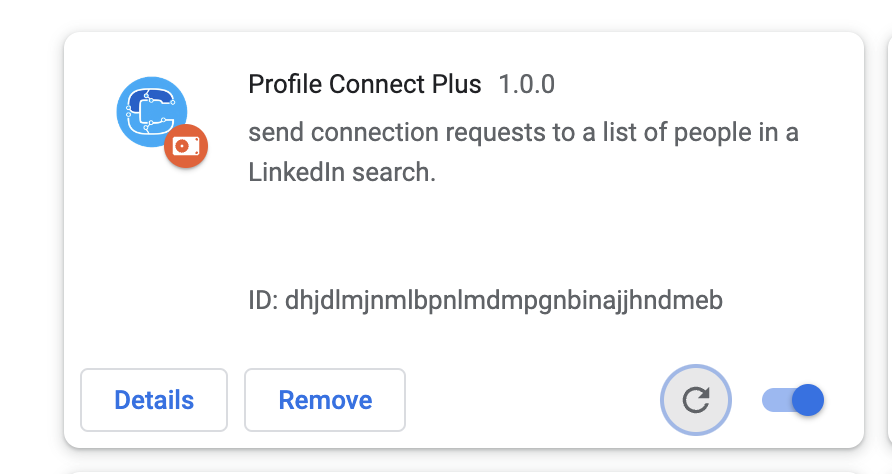 Profile Connect Plus 1.0.0
send connection requests to a list of people in a
LinkedIn search.
ID: dhjdlmjnmlbpnlmdmpgnbinajjhndmeb
Details Remove